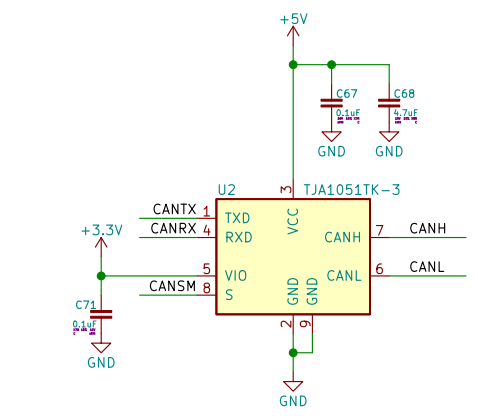 +5V
C67
0.1uF
C68
4.7uF
GND
GND
U2
TJA1051TK-3
3
VCC
CANTX
1
TXD
CANRX
4
RXD
CANH
7
CANH
+3.3V
5
VIO
CANL
6
CANL
CANSM
8
S
GND
GND
C71
0.1uF
2
9
GND
GND